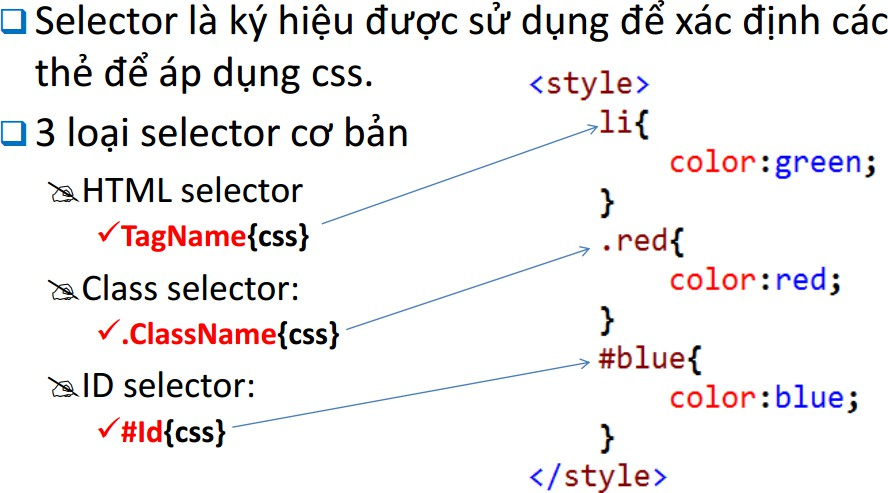 Selector là ký hiệu được sử dụng để xác định các
thẻ để áp dụng css.
3 loại selector cơ bản
HTML selector
✓TagName{css}
Class selector:
✓.ClassName{css}
ID selector:
✓#Id{css}
<style>
li{
color:green;
}
.red{
color:red;
}
#blue{
color:blue;
}
</style>